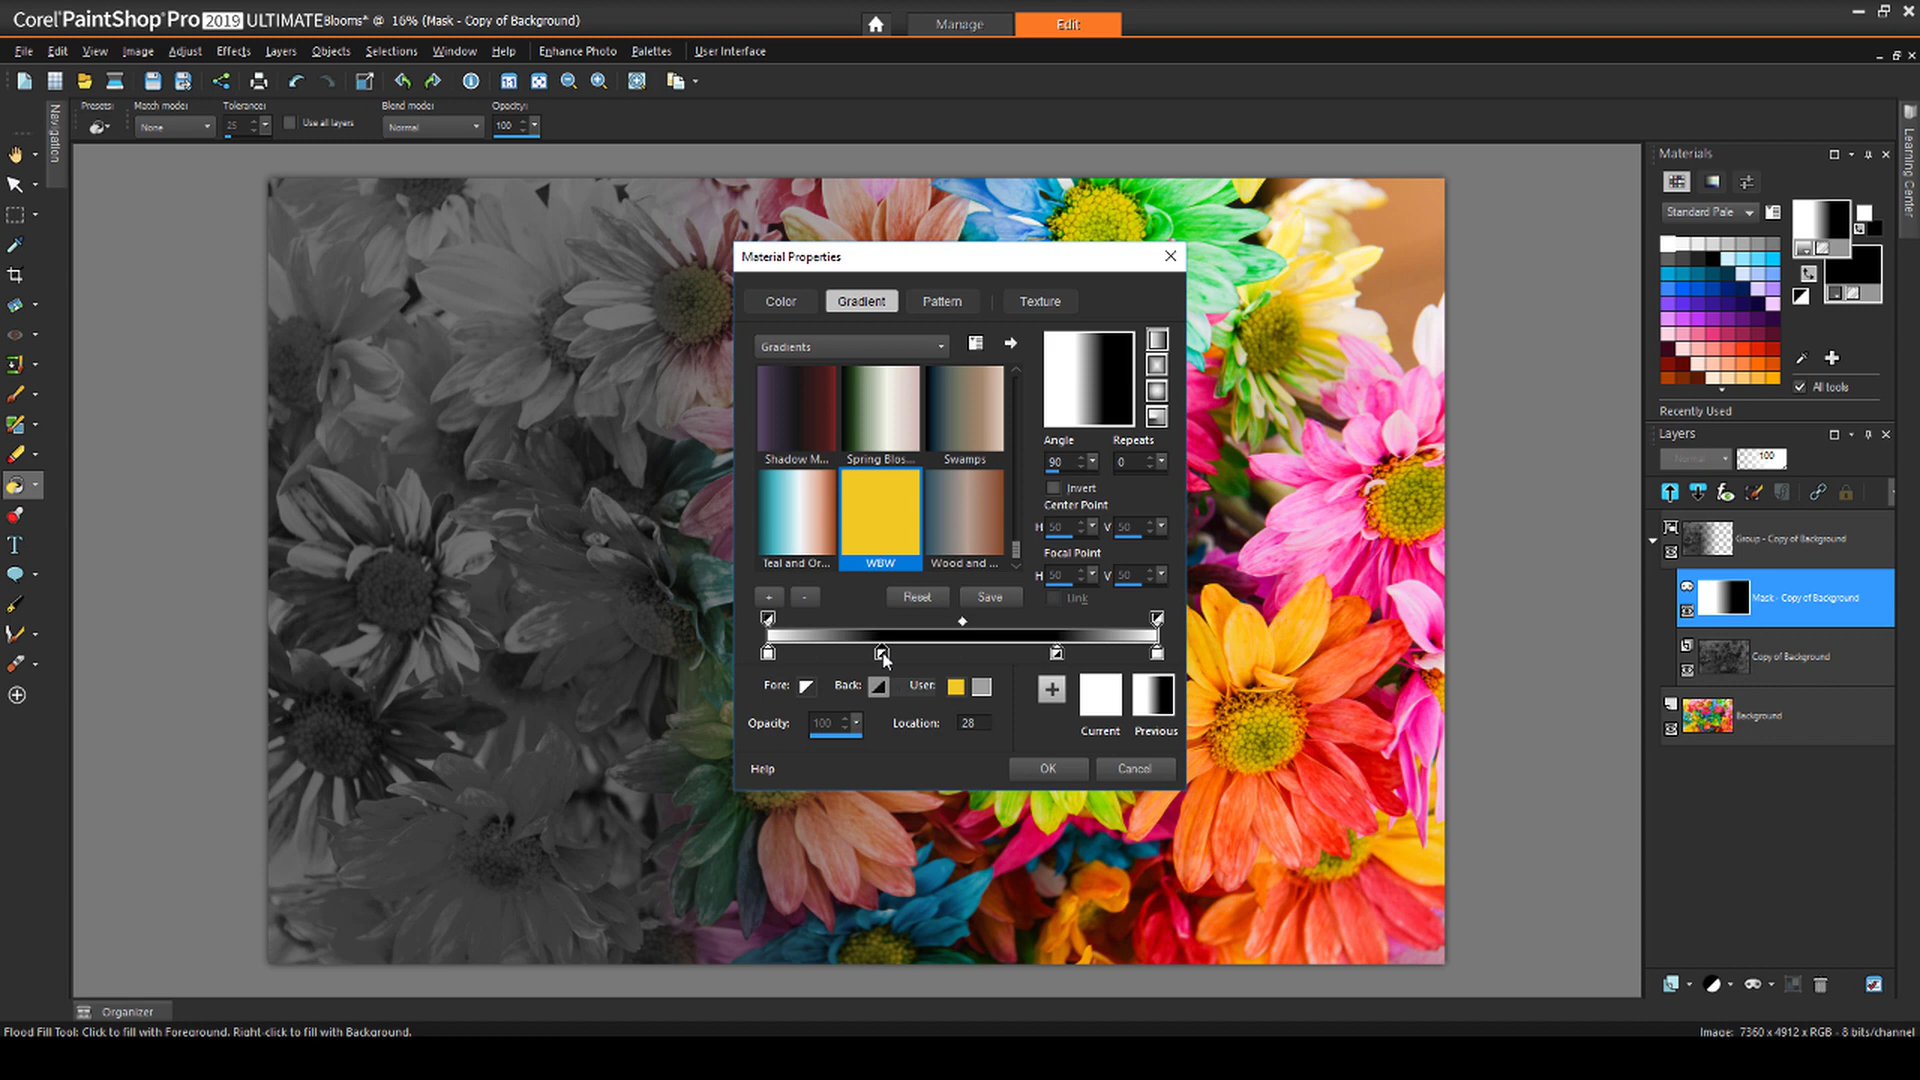 Corel PaintShop Pro 2019 ULTIMATE Blooms* @ 16% (Mask - Copy of Background)
Manage
Edit
File Edit View Image Adjust Effects Layers Objects Selections Window Help Enhance Photo Palettes User Interface
Presets: Match mode: Tolerance: Blend mode: Opacity:
None 25 Use all layers Normal 100
Navigation
Learning Center
Materials
Standard Pale
All tools
Recently Used
Layers
Normal 100
Group - Copy of Background
Mask - Copy of Background
Copy of Background
Background
Material Properties
Color Gradient Pattern Texture
Gradients
Shadow M... Spring Blos... Swamps
Teal and Or... WBW Wood and ...
Angle Repeats
90 0
Invert
Center Point
H 50 V 50
Focal Point
H 50 V 50
Link
+ - Reset Save
Fore: Back: User:
Opacity: 100 Location: 28
Current Previous
Help OK Cancel
Organizer
Flood Fill Tool: Click to fill with Foreground. Right-click to fill with Background.
Image: 7360 x 4912 x RGB - 8 bits/channel